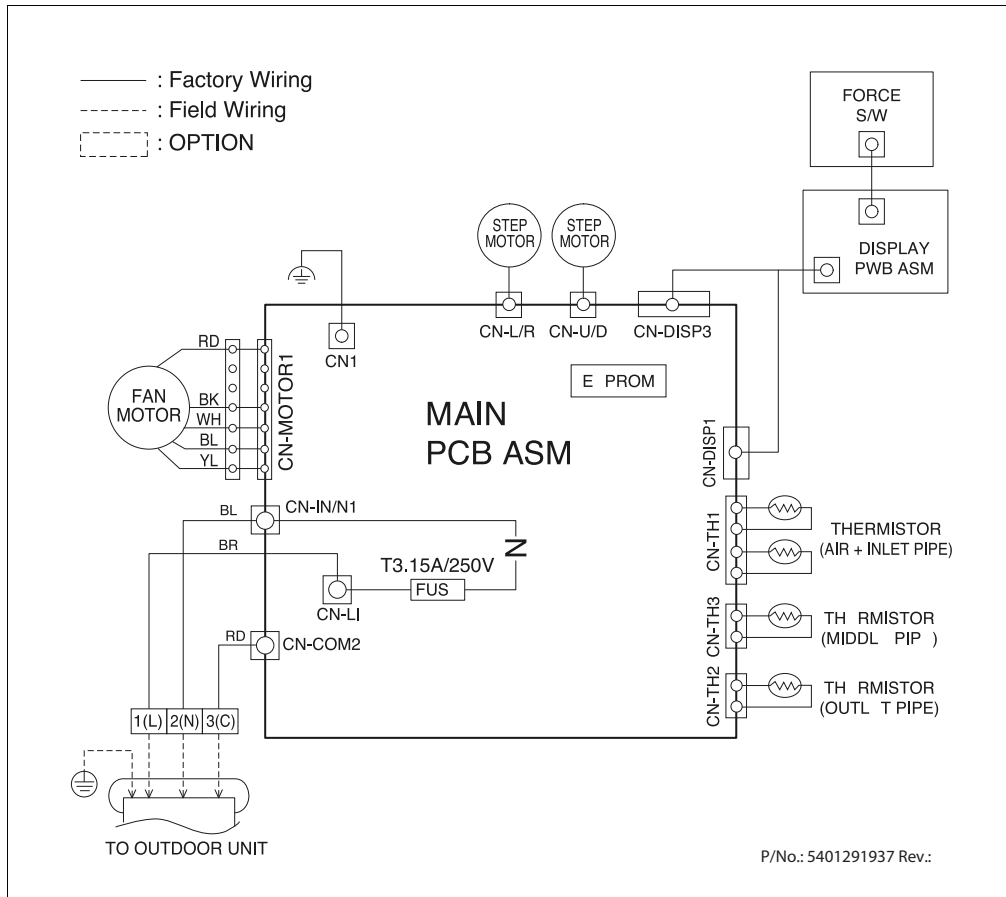 : Factory Wiring
: Field Wiring
: OPTION
FORCE
S/W
DISPLAY
PWB ASM
STEP
MOTOR
STEP
MOTOR
CN-L/R
CN-U/D
CN-DISP3
CN1
RD
FAN
MOTOR
BK
WH
BL
YL
CN-MOTOR1
E PROM
MAIN
PCB ASM
CN-DISP1
BL
CN-IN/N1
BR
N
T3.15A/250V
FUS
CN-LI
RD
CN-COM2
CN-TH1
THERMISTOR
(AIR + INLET PIPE)
CN-TH3
TH RMISTOR
(MIDDL PIP )
CN-TH2
TH RMISTOR
(OUTL T PIPE)
1(L) 2(N) 3(C)
TO OUTDOOR UNIT
P/No.: 5401291937 Rev.: